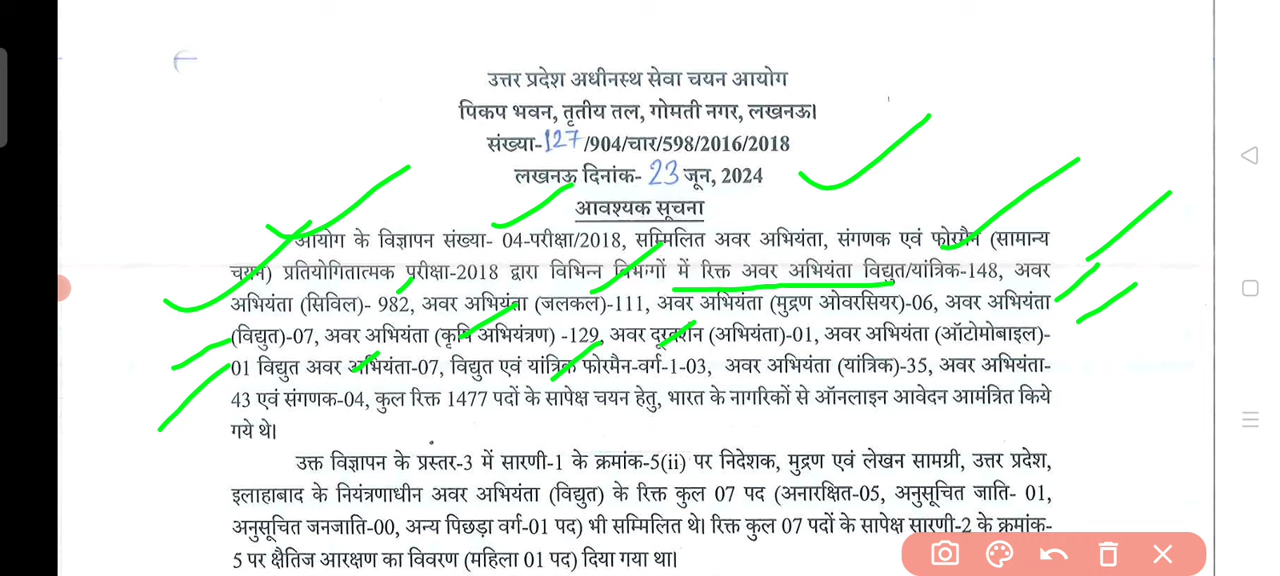 उत्तर प्रदेश अधीनस्थ सेवा चयन आयोग
पिकप भवन, तृतीय तल, गोमती नगर, लखनऊ।
संख्या-127/904/चार/598/2016/2018
लखनऊ दिनांक- 23 जून, 2024
आवश्यक सूचना
आयोग के विज्ञापन संख्या- 04-परीक्षा/2018, सम्मिलित अवर अभियंता, संगणक एवं फोरमैन (सामान्य
चयन) प्रतियोगितात्मक परीक्षा-2018 द्वारा विभिन्न विभागों में रिक्त अवर अभियंता विद्युत/यांत्रिक-148, अवर
अभियंता (सिविल)- 982, अवर अभियंता (जलकल)-111, अवर अभियंता (मुद्रण ओवरसियर)-06, अवर अभियंता
(विद्युत)-07, अवर अभियंता (कृषि अभियंत्रण) -129, अवर दूरदर्शन (अभियंता)-01, अवर अभियंता (ऑटोमोबाइल)-
01 विद्युत अवर अभियंता-07, विद्युत एवं यांत्रिक फोरमैन-वर्ग-1-03, अवर अभियंता (यांत्रिक)-35, अवर अभियंता-
43 एवं संगणक-04, कुल रिक्त 1477 पदों के सापेक्ष चयन हेतु, भारत के नागरिकों से ऑनलाइन आवेदन आमंत्रित किये
गये थे।
उक्त विज्ञापन के प्रस्तर-3 में सारणी-1 के क्रमांक-5(ii) पर निदेशक, मुद्रण एवं लेखन सामग्री, उत्तर प्रदेश,
इलाहाबाद के नियंत्रणाधीन अवर अभियंता (विद्युत) के रिक्त कुल 07 पद (अनारक्षित-05, अनुसूचित जाति- 01,
अनुसूचित जनजाति-00, अन्य पिछड़ा वर्ग-01 पद) भी सम्मिलित थे। रिक्त कुल 07 पदों के सापेक्ष सारणी-2 के क्रमांक-
5 पर क्षैतिज आरक्षण का विवरण (महिला 01 पद) दिया गया था।